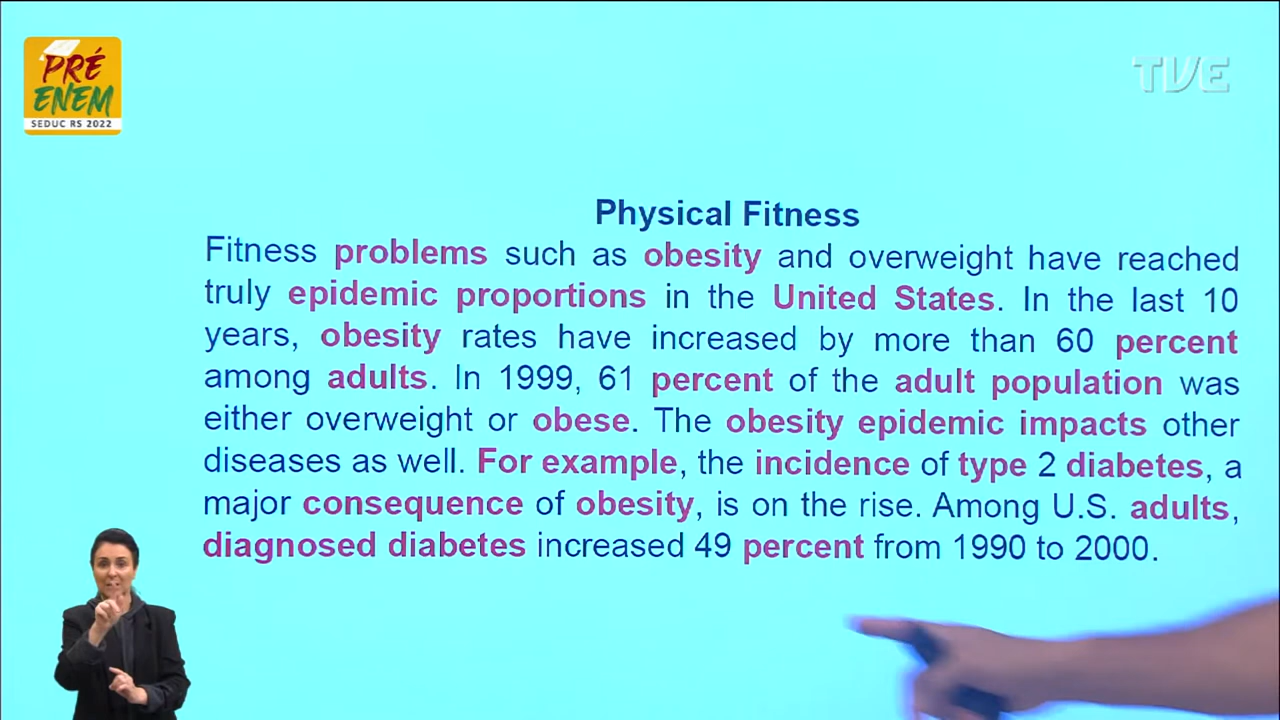 PRÉ
ENEM
SEDUC RS 2022
TVE
Physical Fitness
Fitness problems such as obesity and overweight have reached
truly epidemic proportions in the United States. In the last 10
years, obesity rates have increased by more than 60 percent
among adults. In 1999, 61 percent of the adult population was
either overweight or obese. The obesity epidemic impacts other
diseases as well. For example, the incidence of type 2 diabetes, a
major consequence of obesity, is on the rise. Among U.S. adults,
diagnosed diabetes increased 49 percent from 1990 to 2000.